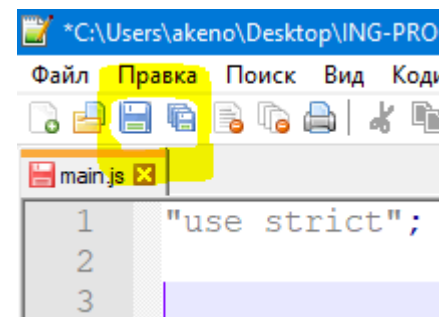 *C:\Users\akeno\Desktop\ING-PRO
Файл Правка Поиск Вид Коди
main.js
1 "use strict";
2
3